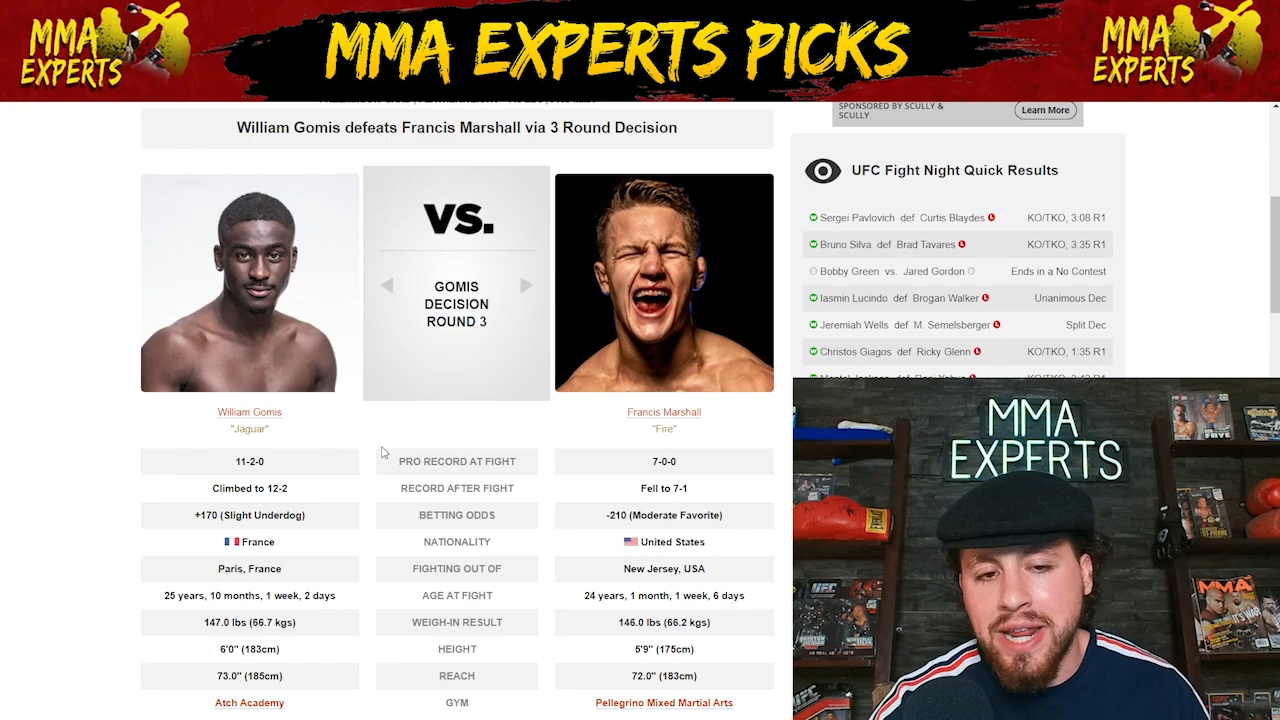 MMA
EXPERTS
MMA EXPERTS PICKS
MMA
EXPERTS
William Gomis defeats Francis Marshall via 3 Round Decision
VS.
GOMIS
DECISION
ROUND 3
William Gomis
"Jaguar"
Francis Marshall
"Fire"
11-2-0 PRO RECORD AT FIGHT 7-0-0
Climbed to 12-2 RECORD AFTER FIGHT Fell to 7-1
+170 (Slight Underdog) BETTING ODDS -210 (Moderate Favorite)
France NATIONALITY United States
Paris, France FIGHTING OUT OF New Jersey, USA
25 years, 10 months, 1 week, 2 days AGE AT FIGHT 24 years, 1 month, 1 week, 6 days
147.0 lbs (66.7 kgs) WEIGH-IN RESULT 146.0 lbs (66.2 kgs)
6'0" (183cm) HEIGHT 5'9" (175cm)
73.0" (185cm) REACH 72.0" (183cm)
Atch Academy GYM Pellegrino Mixed Martial Arts
SPONSORED BY SCULLY &
SCULLY
Learn More
UFC Fight Night Quick Results
W Sergei Pavlovich def Curtis Blaydes L KO/TKO, 3:08 R1
W Bruno Silva def Brad Tavares L KO/TKO, 3:35 R1
Bobby Green vs. Jared Gordon Ends in a No Contest
W Iasmin Lucindo def Brogan Walker L Unanimous Dec
W Jeremiah Wells def M. Semelsberger L Split Dec
W Christos Giagos def Ricky Glenn L KO/TKO, 1:35 R1
MMA
EXPERTS
UFC
MMA
UFC